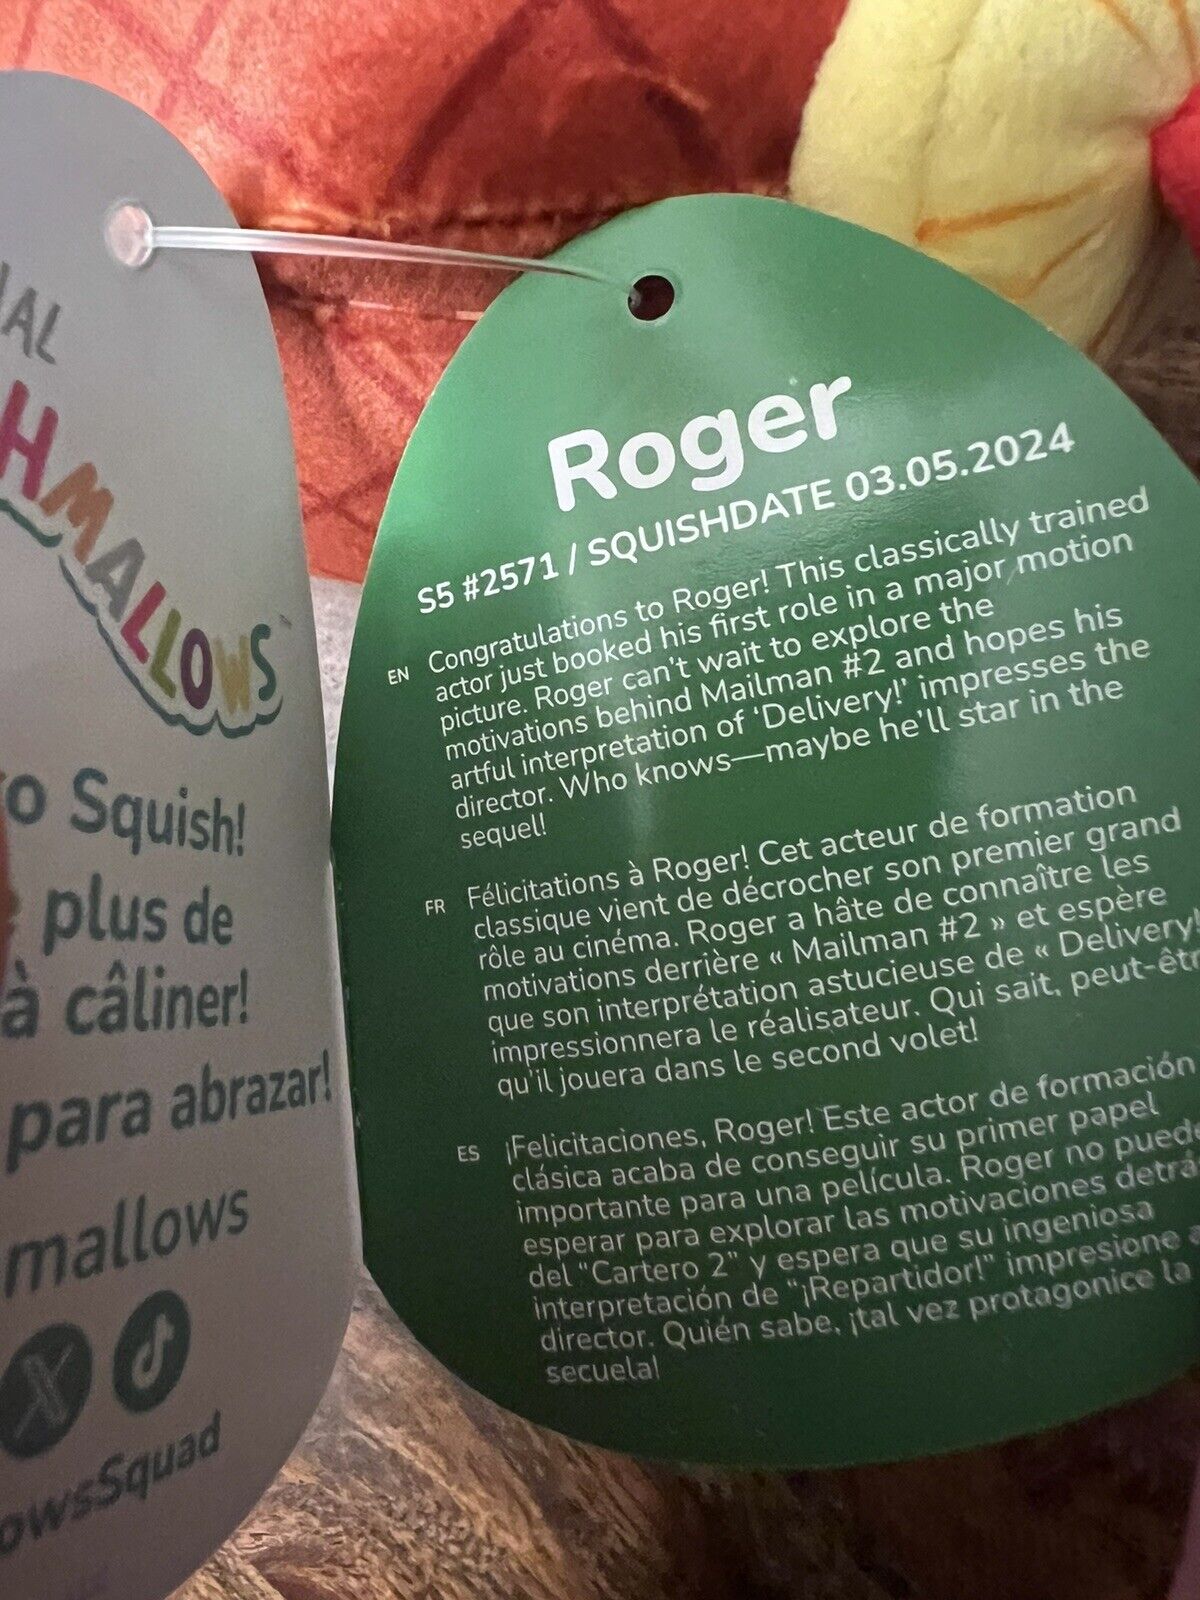 HMALLOWS
Squish!
plus de
à câliner!
para abrazar!
mallows
owsSquad
Roger
S5 #2571 / SQUISHDATE 03.05.2024
EN Congratulations to Roger! This classically trained
actor just booked his first role in a major motion
picture. Roger can't wait to explore the
motivations behind Mailman #2 and hopes his
artful interpretation of 'Delivery!' impresses the
director. Who knows—maybe he'll star in the
sequel!
FR Félicitations à Roger! Cet acteur de formation
classique vient de décrocher son premier grand
rôle au cinéma. Roger a hâte de connaître les
motivations derrière « Mailman #2 » et espère
que son interprétation astucieuse de « Delivery!
impressionnera le réalisateur. Qui sait, peut-êtr
qu'il jouera dans le second volet!
ES ¡Felicitaciones, Roger! Este actor de formación
clásica acaba de conseguir su primer papel
importante para una película. Roger no puede
esperar para explorar las motivaciones detrás
del "Cartero 2" y espera que su ingeniosa
interpretación de "¡Repartidor!" impresione a
director. Quién sabe, ¡tal vez protagonice la
secuela!